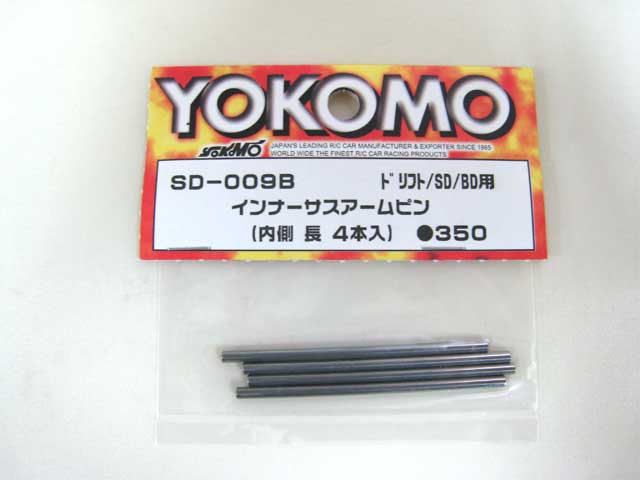 YOKOMO
YOKOMO JAPAN'S LEADING R/C CAR MANUFACTURER & EXPORTER SINCE 1965
WORLD WIDE THE FINEST R/C CAR RACING PRODUCTS
SD-009B ドリフト/SD/BD用
インナーサスアームピン
(内側 長 4本入) ●350